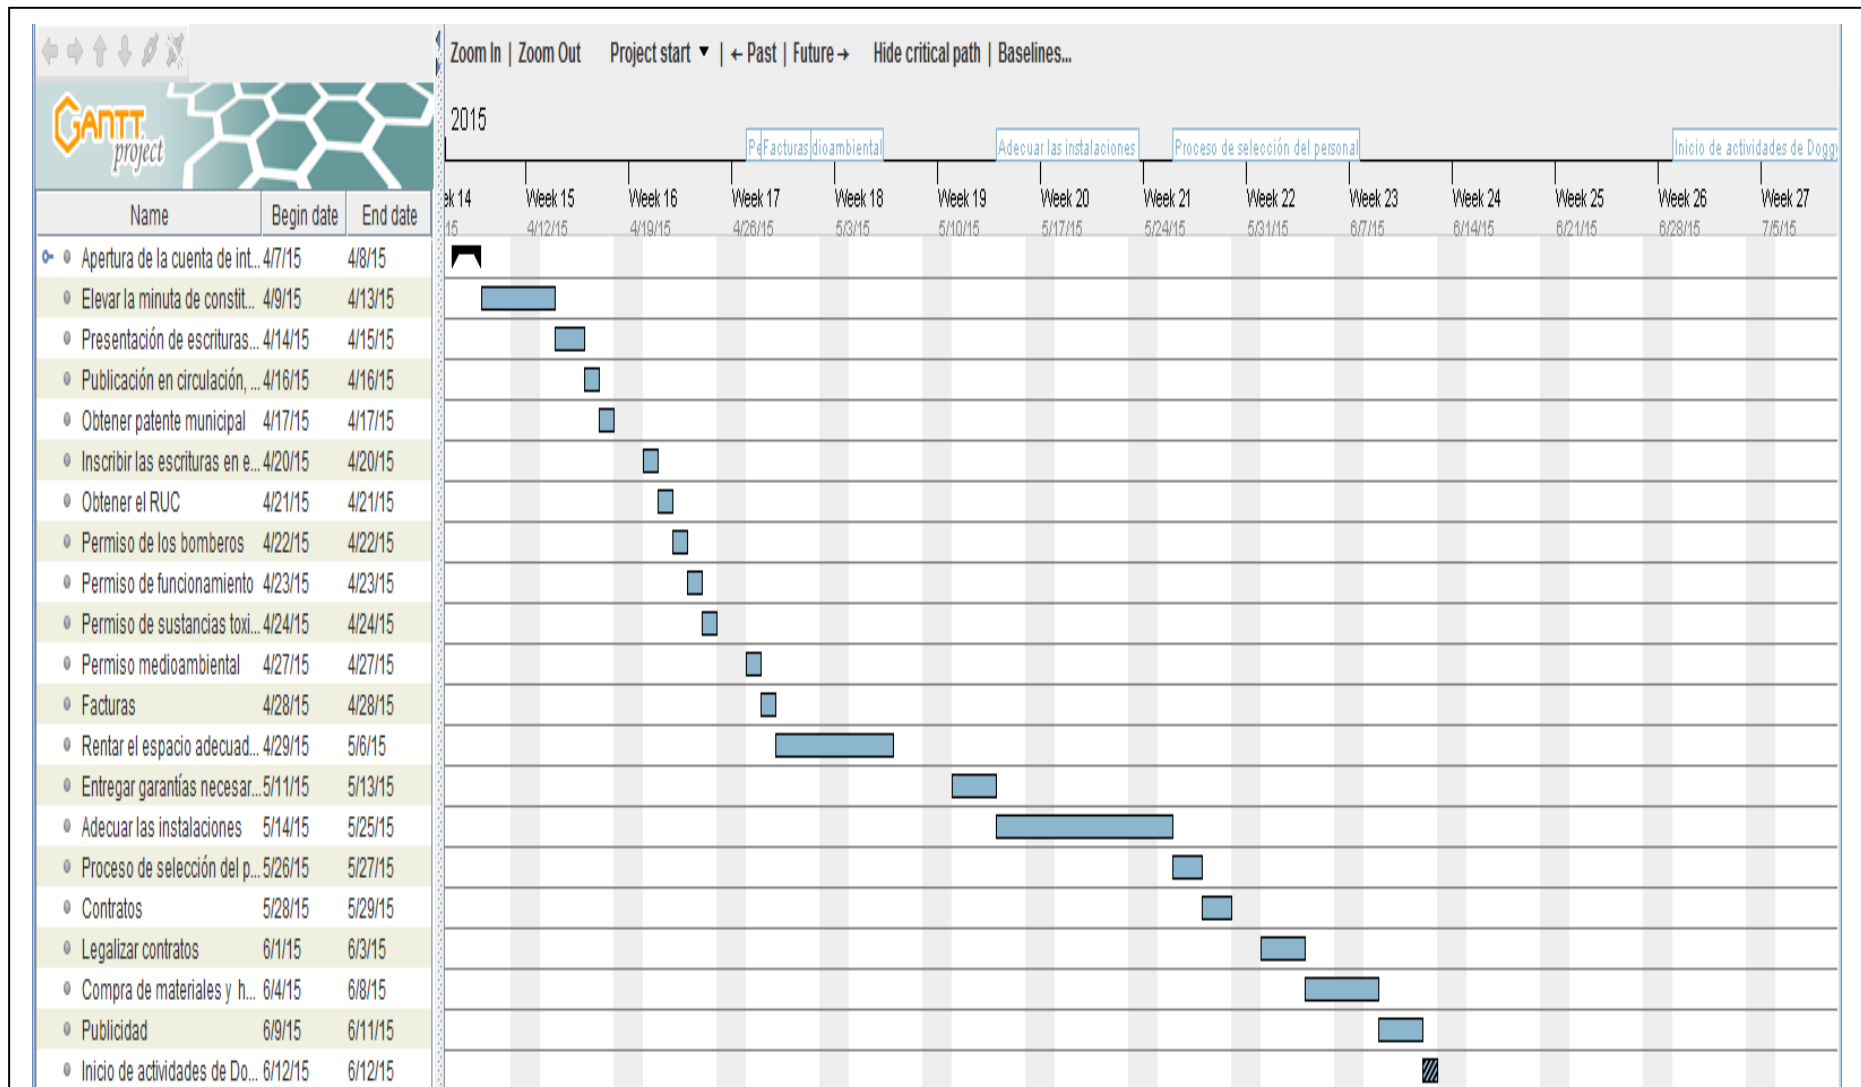 Zoom In | Zoom Out Project start ▼ | ← Past | Future → Hide critical path | Baselines...
GANTT
project
2015
Facturas dioambiental Adecuar las instalaciones Proceso de selección del personal Inicio de actividades de Doggy
Name Begin date End date
ek 14 Week 15 Week 16 Week 17 Week 18 Week 19 Week 20 Week 21 Week 22 Week 23 Week 24 Week 25 Week 26 Week 27
15 4/12/15 4/19/15 4/26/15 5/3/15 5/10/15 5/17/15 5/24/15 5/31/15 6/7/15 6/14/15 6/21/15 6/28/15 7/5/15
Apertura de la cuenta de int... 4/7/15 4/8/15
Elevar la minuta de constit... 4/9/15 4/13/15
Presentación de escrituras... 4/14/15 4/15/15
Publicación en circulación, ... 4/16/15 4/16/15
Obtener patente municipal 4/17/15 4/17/15
Inscribir las escrituras en e... 4/20/15 4/20/15
Obtener el RUC 4/21/15 4/21/15
Permiso de los bomberos 4/22/15 4/22/15
Permiso de funcionamiento 4/23/15 4/23/15
Permiso de sustancias toxi... 4/24/15 4/24/15
Permiso medioambiental 4/27/15 4/27/15
Facturas 4/28/15 4/28/15
Rentar el espacio adecuad... 4/29/15 5/6/15
Entregar garantías necesar... 5/11/15 5/13/15
Adecuar las instalaciones 5/14/15 5/25/15
Proceso de selección del p... 5/26/15 5/27/15
Contratos 5/28/15 5/29/15
Legalizar contratos 6/1/15 6/3/15
Compra de materiales y h... 6/4/15 6/8/15
Publicidad 6/9/15 6/11/15
Inicio de actividades de Do... 6/12/15 6/12/15